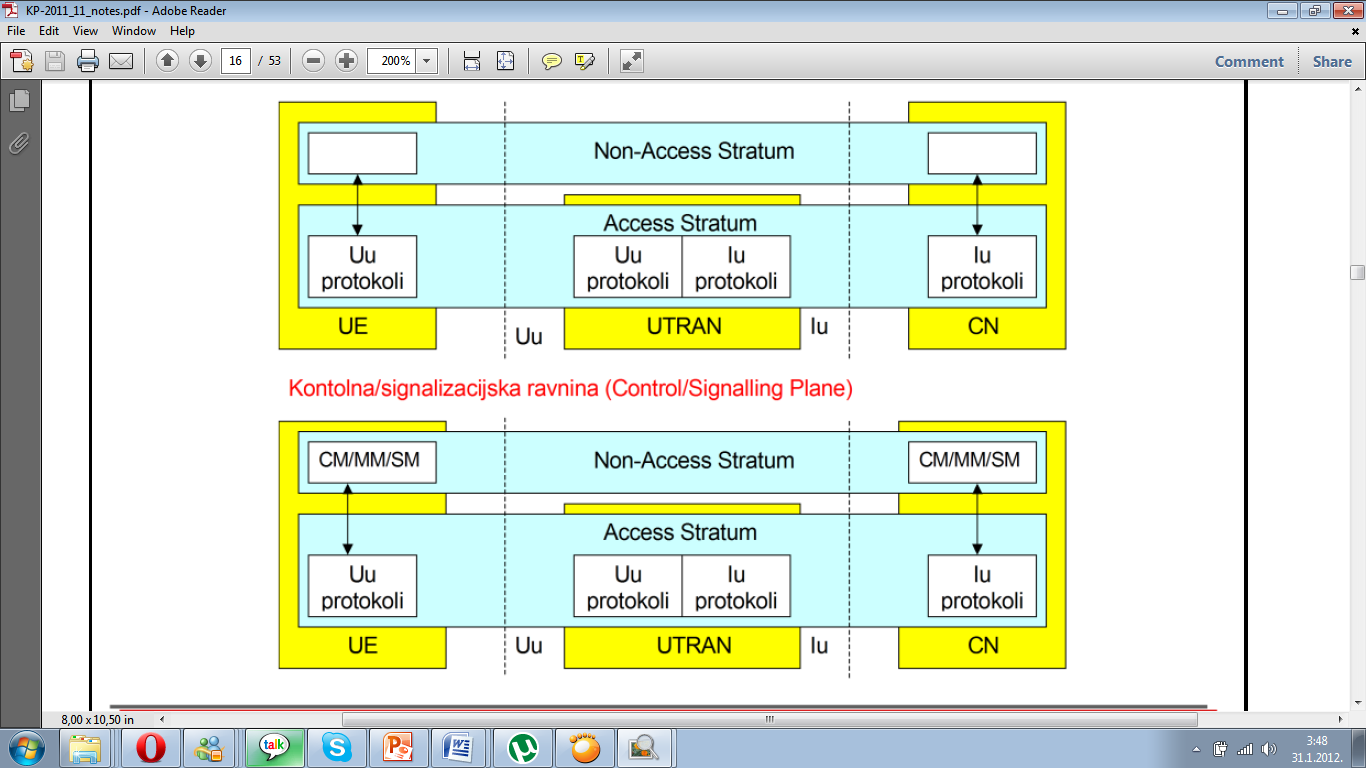 KP-2011_11_notes.pdf - Adobe Reader
File Edit View Window Help
16 / 53 200% Comment Share
Non-Access Stratum
Access Stratum
Uu
protokoli
Uu
protokoli
Iu
protokoli
Iu
protokoli
UE
Uu
UTRAN
Iu
CN
Kontolna/signalizacijska ravnina (Control/Signalling Plane)
CM/MM/SM
Non-Access Stratum
CM/MM/SM
Access Stratum
Uu
protokoli
Uu
protokoli
Iu
protokoli
Iu
protokoli
UE
Uu
UTRAN
Iu
CN
8,00 x 10,50 in
talk
3:48
31.1.2012.